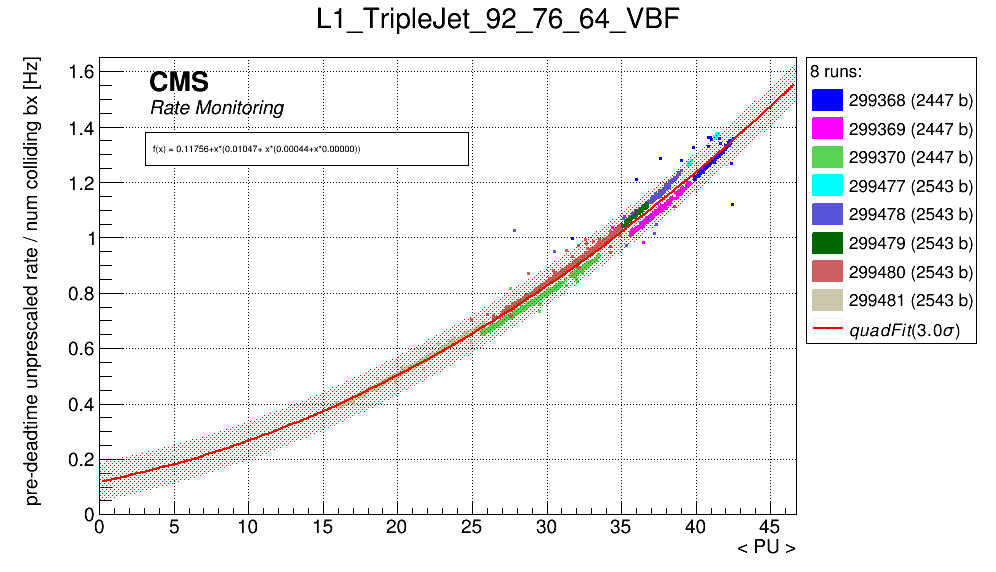 L1_TripleJet_92_76_64_VBF
pre-deadtime unprescaled rate / num colliding bx [Hz]
CMS
Rate Monitoring
f(x) = 0.11756+x*(0.01047+ x*(0.00044+x*0.00000))
1.6
1.4
1.2
1
0.8
0.6
0.4
0.2
0
0 5 10 15 20 25 30 35 40 45
< PU >
8 runs:
299368 (2447 b)
299369 (2447 b)
299370 (2447 b)
299477 (2543 b)
299478 (2543 b)
299479 (2543 b)
299480 (2543 b)
299481 (2543 b)
quadFit(3.0σ)